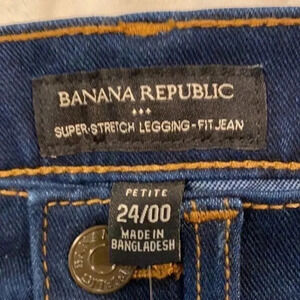 BANANA REPUBLIC
SUPER-STRETCH LEGGING-FIT JEAN
PETITE
24/00
MADE IN
BANGLADESH